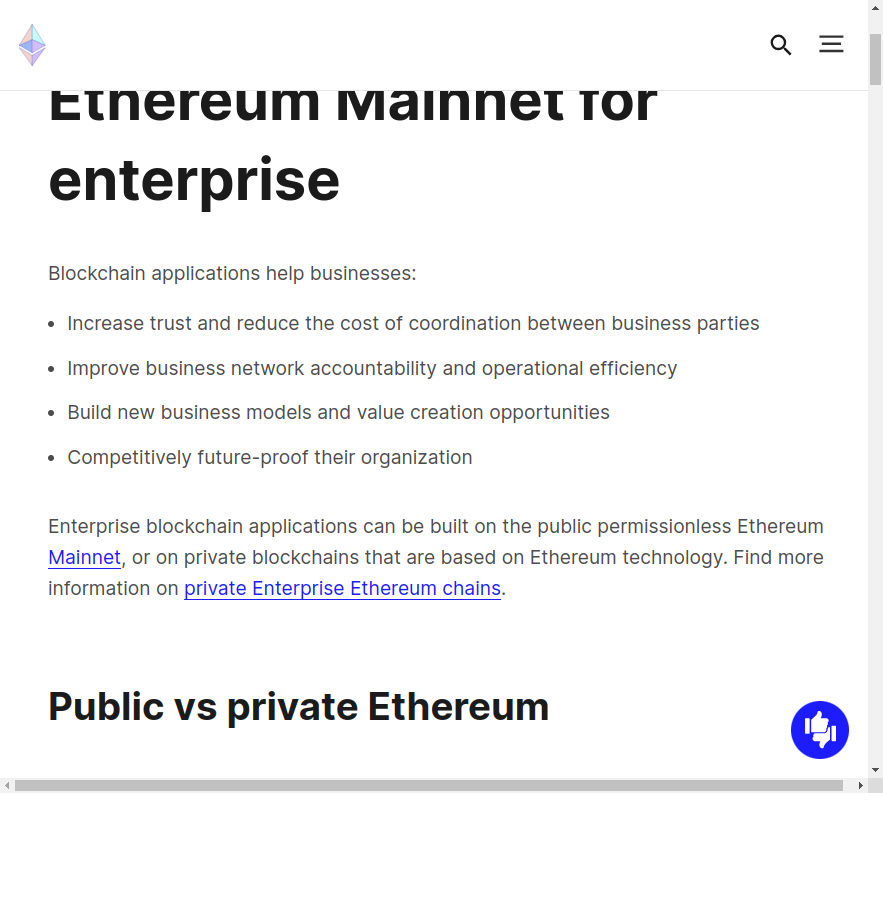 Ethereum Mainnet for
enterprise
Blockchain applications help businesses:
• Increase trust and reduce the cost of coordination between business parties
• Improve business network accountability and operational efficiency
• Build new business models and value creation opportunities
• Competitively future-proof their organization
Enterprise blockchain applications can be built on the public permissionless Ethereum
Mainnet, or on private blockchains that are based on Ethereum technology. Find more
information on private Enterprise Ethereum chains.
Public vs private Ethereum